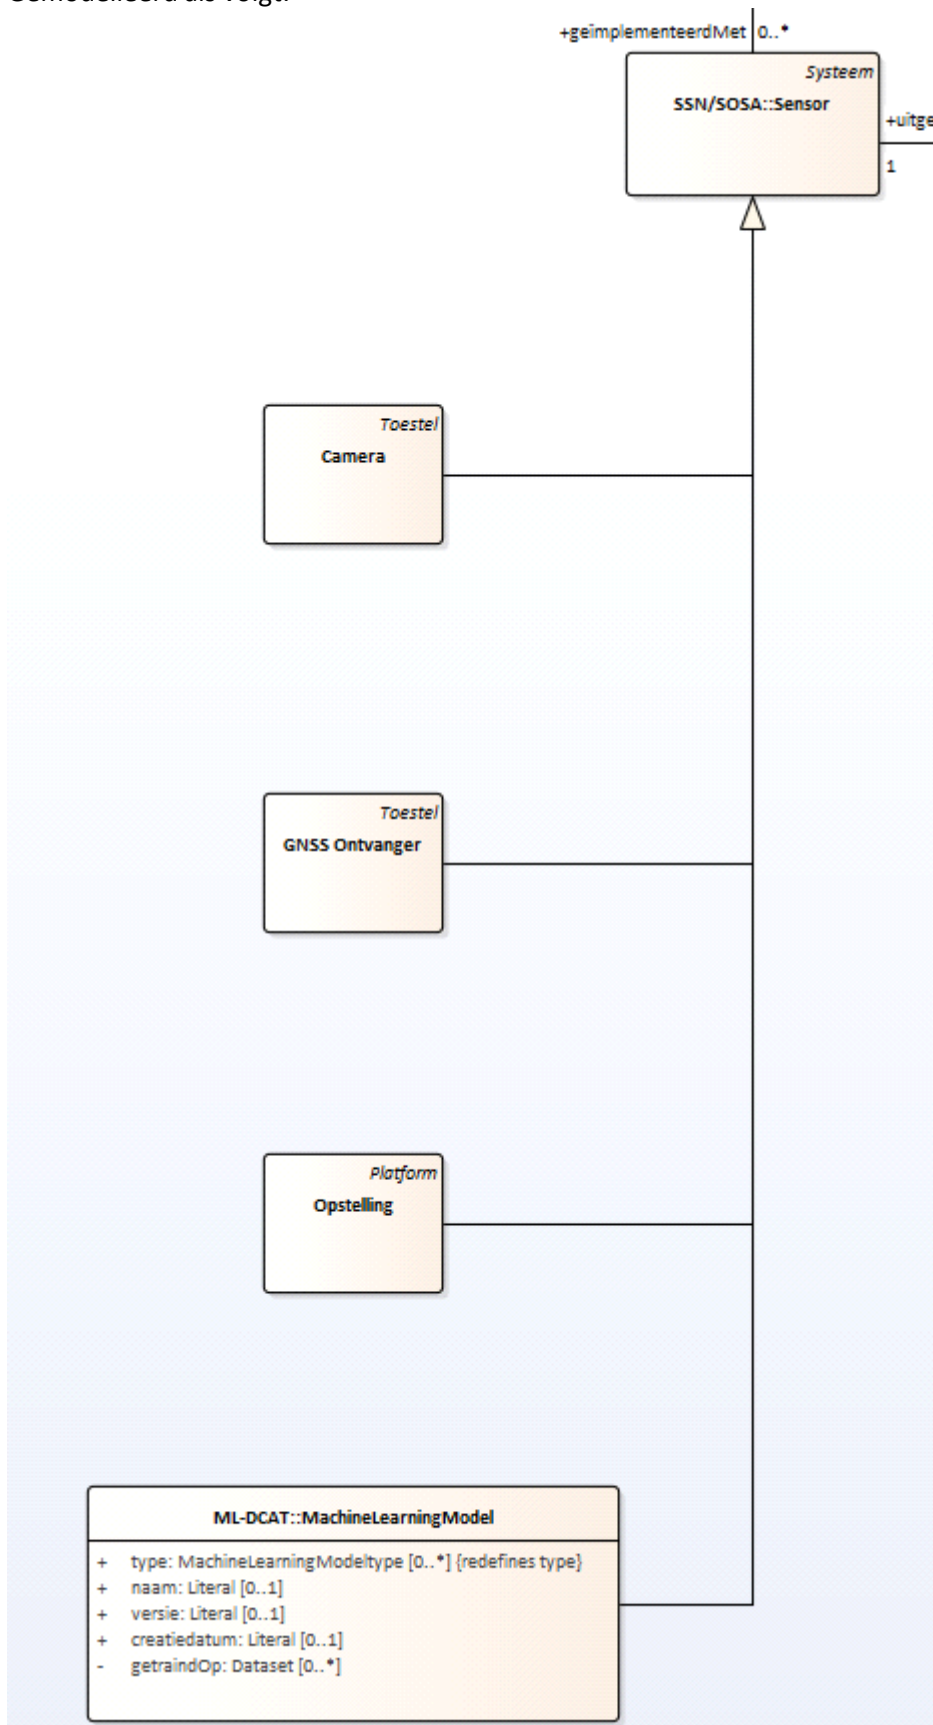 Gemodelleerd als volgt:
+geïmplementeerdMet 0..*
Systeem
SSN/SOSA::Sensor
+uitge
1
Toestel
Camera
Toestel
GNSS Ontvanger
Platform
Opstelling
ML-DCAT::MachineLearningModel
+ type: MachineLearningModeltype [0..*] {redefines type}
+ naam: Literal [0..1]
+ versie: Literal [0..1]
+ creatiedatum: Literal [0..1]
- getraindOp: Dataset [0..*]